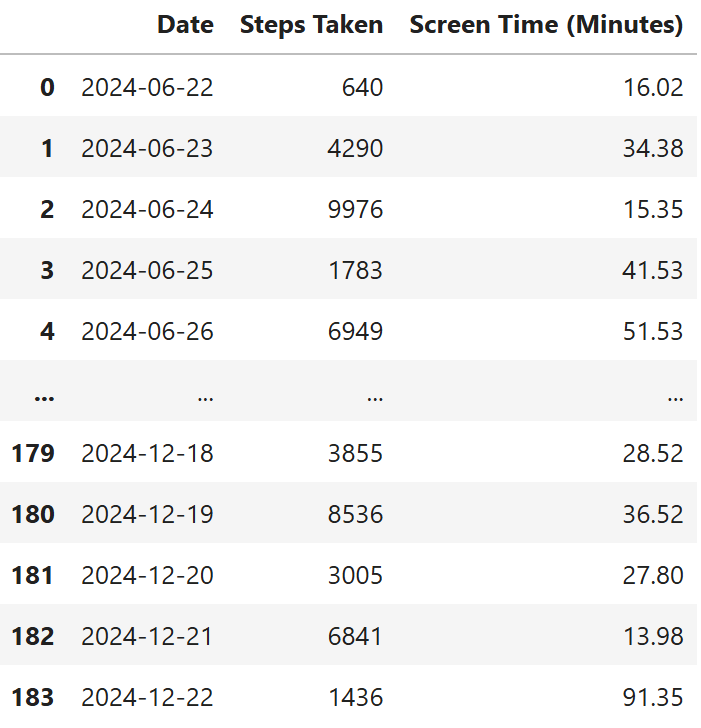 Date Steps Taken Screen Time (Minutes)
0 2024-06-22 640 16.02
1 2024-06-23 4290 34.38
2 2024-06-24 9976 15.35
3 2024-06-25 1783 41.53
4 2024-06-26 6949 51.53
... ... ... ...
179 2024-12-18 3855 28.52
180 2024-12-19 8536 36.52
181 2024-12-20 3005 27.80
182 2024-12-21 6841 13.98
183 2024-12-22 1436 91.35